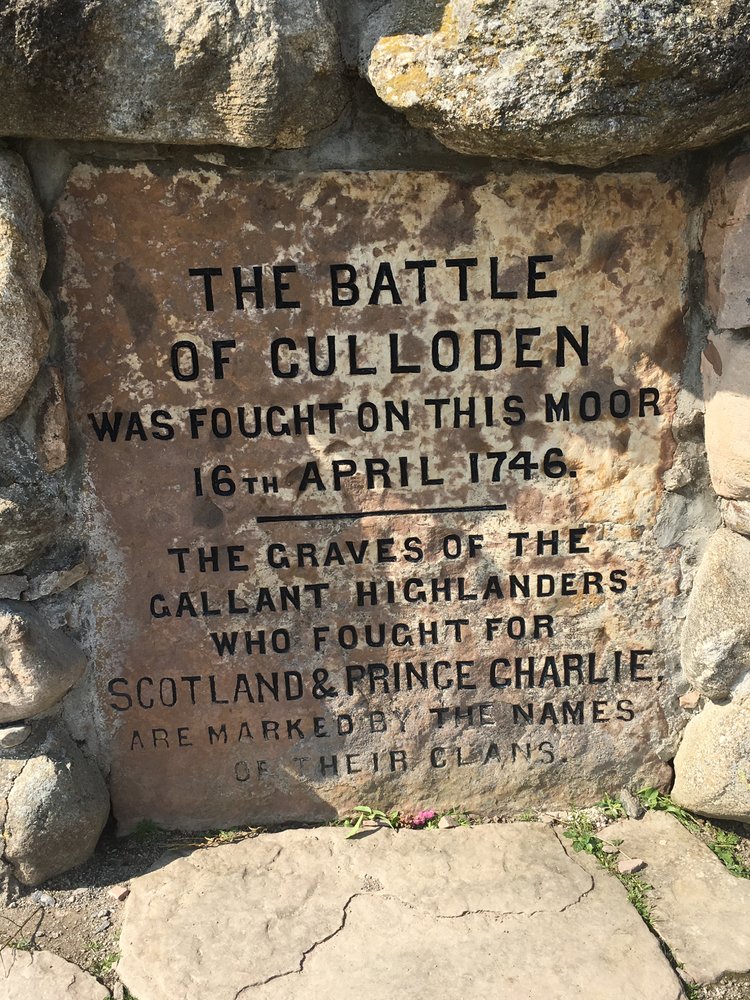 THE BATTLE
OF CULLODEN
WAS FOUGHT ON THIS MOOR
16TH APRIL 1746.
THE GRAVES OF THE
GALLANT HIGHLANDERS
WHO FOUGHT FOR
SCOTLAND & PRINCE CHARLIE,
ARE MARKED BY THE NAMES
OF THEIR CLANS.